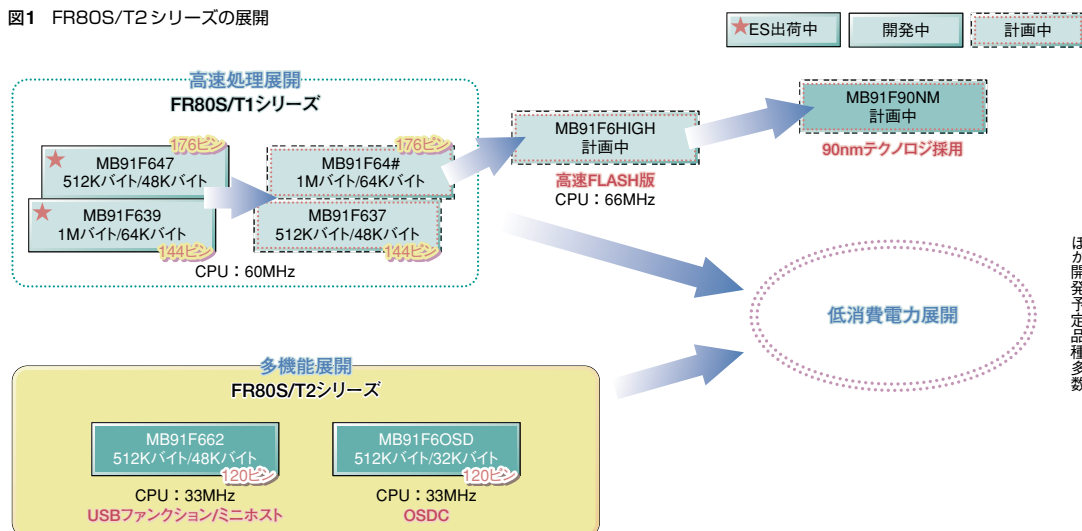 図1 FR80S/T2シリーズの展開
★ES出荷中
開発中
計画中
高速処理展開
FR80S/T1シリーズ
176ピン
★
MB91F647
512Kバイト/48Kバイト
★
MB91F639
1Mバイト/64Kバイト
144ピン
176ピン
MB91F64#
1Mバイト/64Kバイト
MB91F637
512Kバイト/48Kバイト
144ピン
CPU：60MHz
MB91F6HIGH
計画中
高速FLASH版
CPU：66MHz
MB91F90NM
計画中
90nmテクノロジ採用
低消費電力展開
ほか開発予定品種多数
多機能展開
FR80S/T2シリーズ
MB91F662
512Kバイト/48Kバイト
120ピン
CPU：33MHz
USBファンクション/ミニホスト
MB91F6OSD
512Kバイト/32Kバイト
120ピン
CPU：33MHz
OSDC